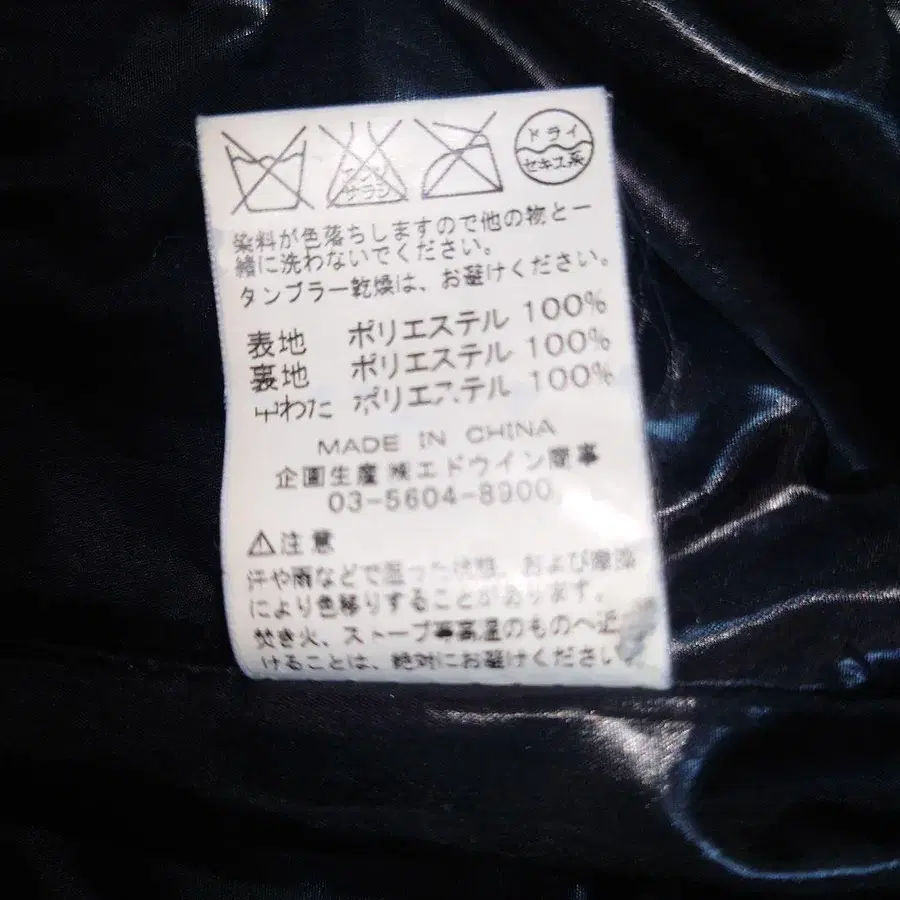 ドライ
セキユ系
エンソ
サラシ
染料が色落ちしますので他の物と一
緒に洗わないでください。
タンブラー乾燥は、お避けください。
表地 ポリエステル 100%
裏地 ポリエステル 100%
中わた ポリエステル 100%
MADE IN CHINA
企画生産 ㈱エドウイン商事
03-5604-8900
⚠注意
汗や雨などで湿った状態、および摩擦
により色移りすることがあります。
焚き火、ストーブ等高温のものへ近
けることは、絶対にお避けください。